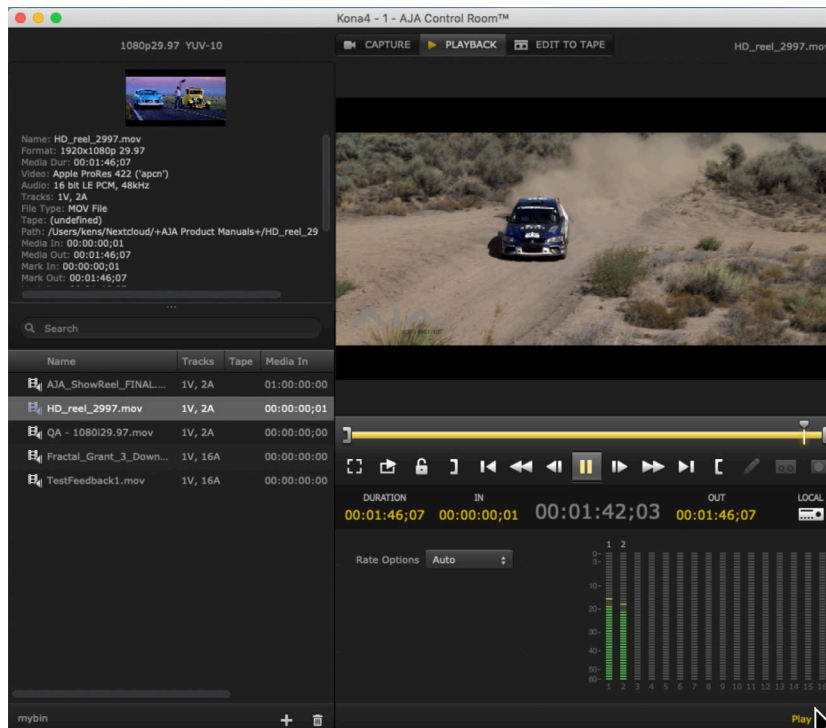 Kona4 - 1 - AJA Control Room™
1080p29.97 YUV-10
CAPTURE PLAYBACK EDIT TO TAPE
HD_reel_2997.mov
Name: HD_reel_2997.mov
Format: 1920x1080p 29.97
Media Dur: 00:01:46;07
Video: Apple ProRes 422 ('apcn')
Audio: 16 bit LE PCM, 48kHz
Tracks: 1V, 2A
File Type: MOV File
Tape: (undefined)
Path: /Users/kens/Nextcloud/+AJA Product Manuals+/HD_reel_29
Media In: 00:00:00;01
Media Out: 00:01:46;07
Mark In: 00:00:00;01
Mark Out: 00:01:46;07
AJA
Search
Name Tracks Tape Media In
AJA_ShowReel_FINAL.... 1V, 2A 01:00:00:00
HD_reel_2997.mov 1V, 2A 00:00:00;01
QA - 1080i29.97.mov 1V, 2A 00:00:00;00
Fractal_Grant_3_Down... 1V, 16A 00:00:00:00
TestFeedback1.mov 1V, 16A 00:00:00:00
DURATION IN OUT LOCAL
00:01:46;07 00:00:00;01 00:01:42;03 00:01:46;07
Rate Options Auto
1 2
0-
3-
10-
20-
30-
40-
50-
60-
1 2 3 4 5 6 7 8 9 10 11 12 13 14 15 16
mybin
Play